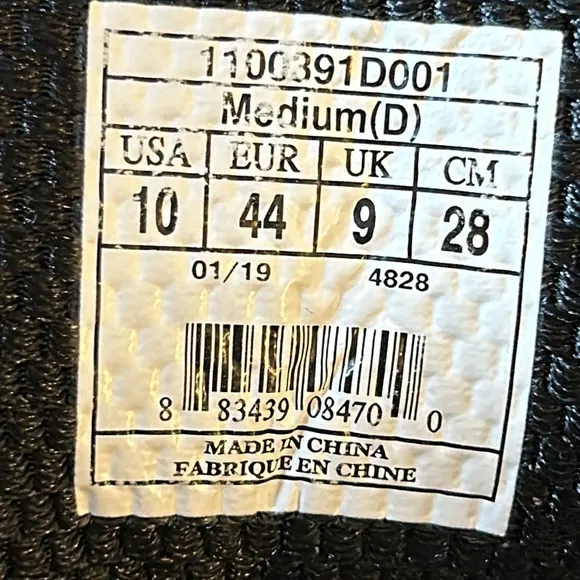 1100391D001
Medium(D)
USA EUR UK CM
10 44 9 28
01/19 4828
8 83439 08470 0
MADE IN CHINA
FABRIQUE EN CHINE